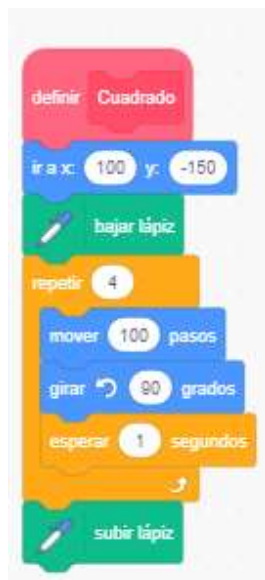 definir Cuadrado
ir a x: 100 y: -150
bajar lápiz
repetir 4
mover 100 pasos
girar 90 grados
esperar 1 segundos
subir lápiz